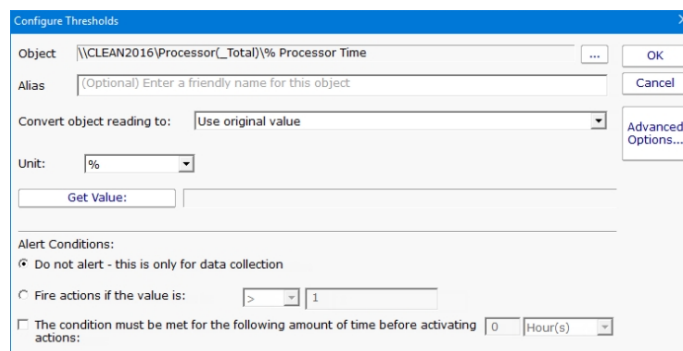 Configure Thresholds
Object \\CLEAN2016\Processor(_Total)\% Processor Time ... OK
Alias (Optional) Enter a friendly name for this object Cancel
Convert object reading to: Use original value Advanced
Options...
Unit: %
Get Value:
Alert Conditions:
Do not alert - this is only for data collection
Fire actions if the value is: > 1
The condition must be met for the following amount of time before activating 0 Hour(s)
actions: